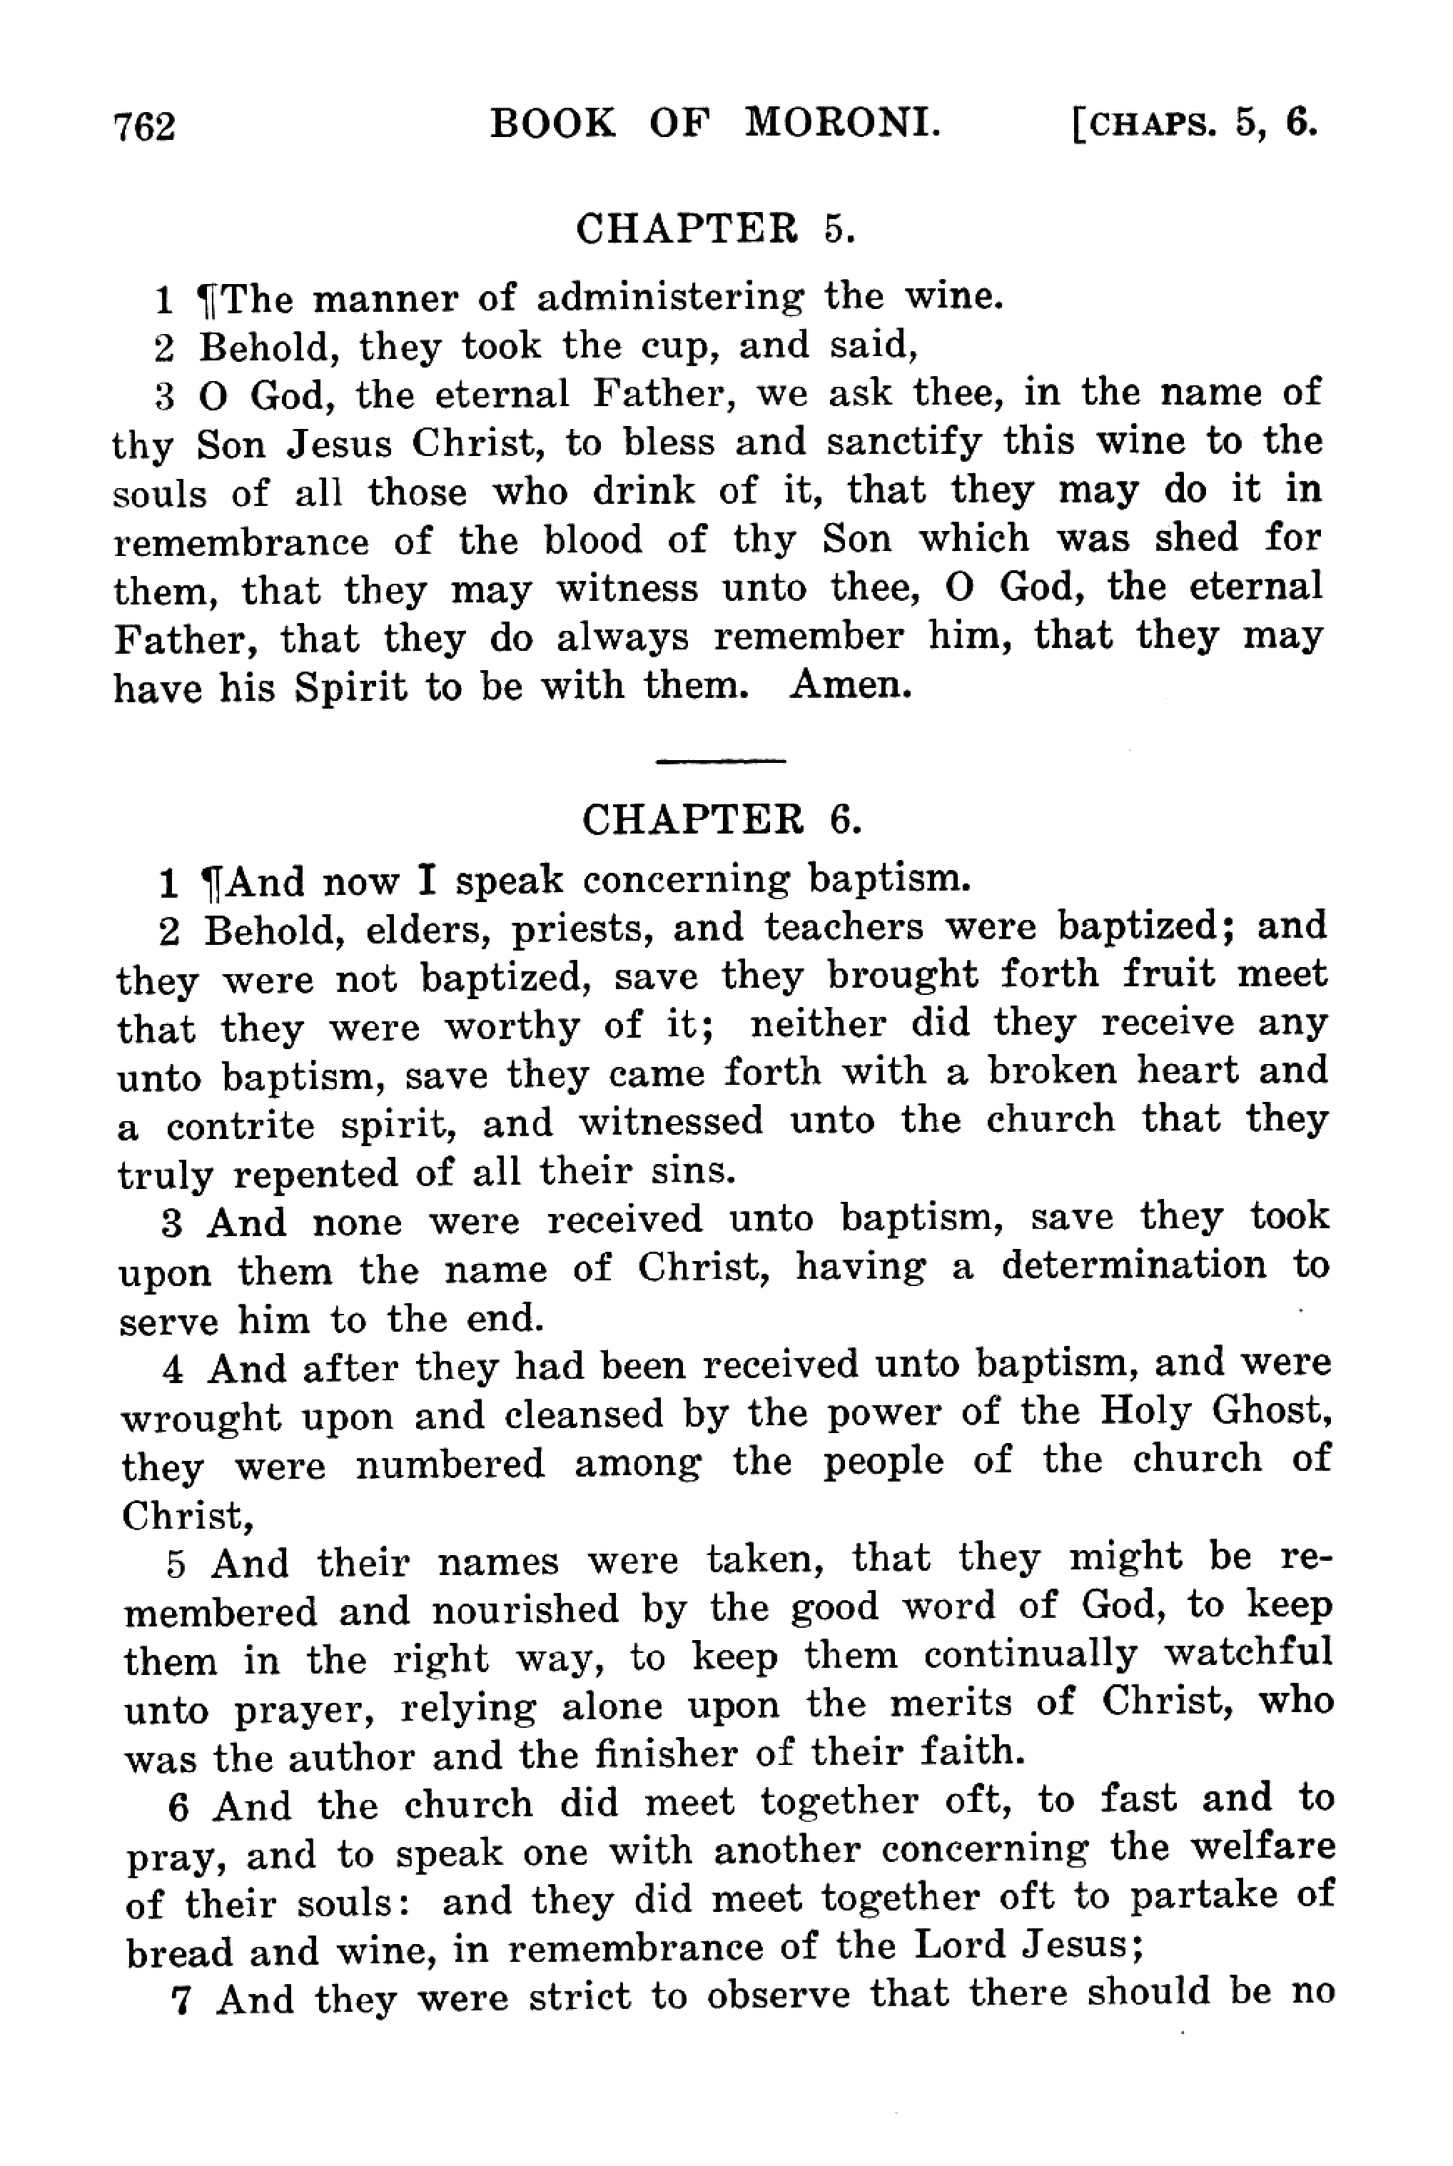 762 BOOK OF MORONI. [CHAPS. 5, 6.
CHAPTER 5.
1 ¶The manner of administering the wine.
2 Behold, they took the cup, and said,
3 O God, the eternal Father, we ask thee, in the name of
thy Son Jesus Christ, to bless and sanctify this wine to the
souls of all those who drink of it, that they may do it in
remembrance of the blood of thy Son which was shed for
them, that they may witness unto thee, O God, the eternal
Father, that they do always remember him, that they may
have his Spirit to be with them. Amen.
CHAPTER 6.
1 ¶And now I speak concerning baptism.
2 Behold, elders, priests, and teachers were baptized; and
they were not baptized, save they brought forth fruit meet
that they were worthy of it; neither did they receive any
unto baptism, save they came forth with a broken heart and
a contrite spirit, and witnessed unto the church that they
truly repented of all their sins.
3 And none were received unto baptism, save they took
upon them the name of Christ, having a determination to
serve him to the end.
4 And after they had been received unto baptism, and were
wrought upon and cleansed by the power of the Holy Ghost,
they were numbered among the people of the church of
Christ,
5 And their names were taken, that they might be re-
membered and nourished by the good word of God, to keep
them in the right way, to keep them continually watchful
unto prayer, relying alone upon the merits of Christ, who
was the author and the finisher of their faith.
6 And the church did meet together oft, to fast and to
pray, and to speak one with another concerning the welfare
of their souls: and they did meet together oft to partake of
bread and wine, in remembrance of the Lord Jesus;
7 And they were strict to observe that there should be no